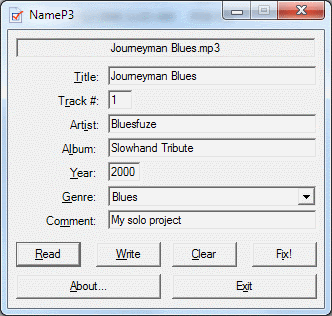 NameP3
Journeyman Blues.mp3
Title: Journeyman Blues
Track #: 1
Artist: Bluesfuze
Album: Slowhand Tribute
Year: 2000
Genre: Blues
Comment: My solo project
Read Write Clear Fix!
About... Exit